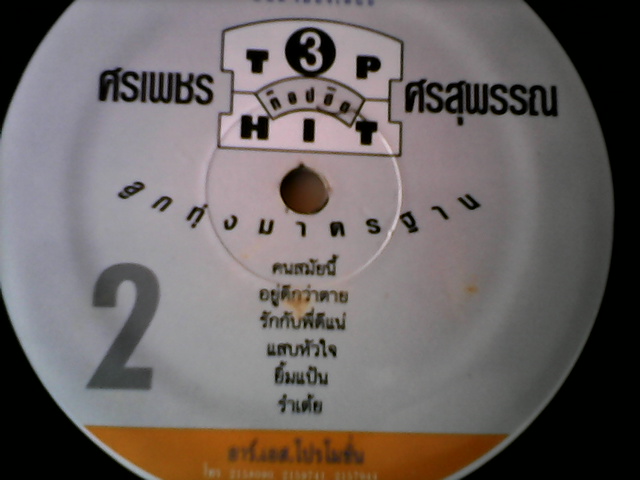 TOP 3
ท็อปฮิต
HIT
ศรเพชร ศรสุพรรณ
ลูกทุ่งมาตรฐาน
2
คนสมัยนี้
อยู่ดีกว่าตาย
รักกับพี่ดีแน่
แสบหัวใจ
ยิ้มแป้น
รำเต้ย
อาร์.เอส.โปรโมชั่น